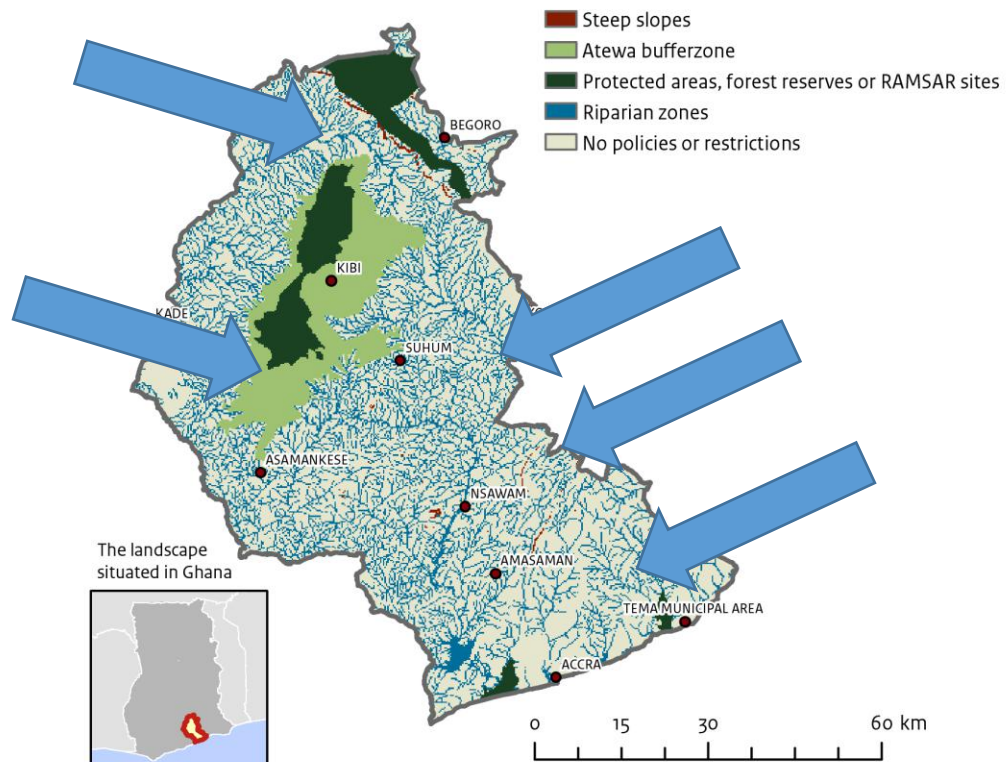 Steep slopes
Atewa bufferzone
Protected areas, forest reserves or RAMSAR sites
Riparian zones
No policies or restrictions
BEGORO
KIBI
KADE
SUHUM
ASAMANKESE
NSAWAM
AMASAMAN
TEMA MUNICIPAL AREA
ACCRA
The landscape
situated in Ghana
0 15 30 60 km